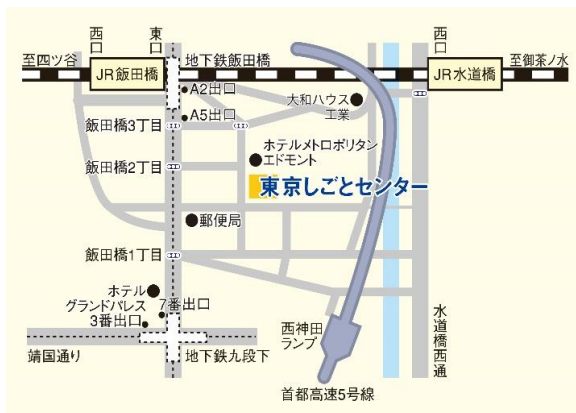 西口
東口
地下鉄飯田橋
西口
至四ツ谷
JR飯田橋
JR水道橋
至御茶ノ水
A2出口
大和ハウス
工業
A5出口
飯田橋3丁目
ホテルメトロポリタン
エドモント
飯田橋2丁目
東京しごとセンター
郵便局
飯田橋1丁目
ホテル
グランドパレス
7番出口
3番出口
西神田
ランプ
水道橋西通
靖国通り
地下鉄九段下
首都高速5号線